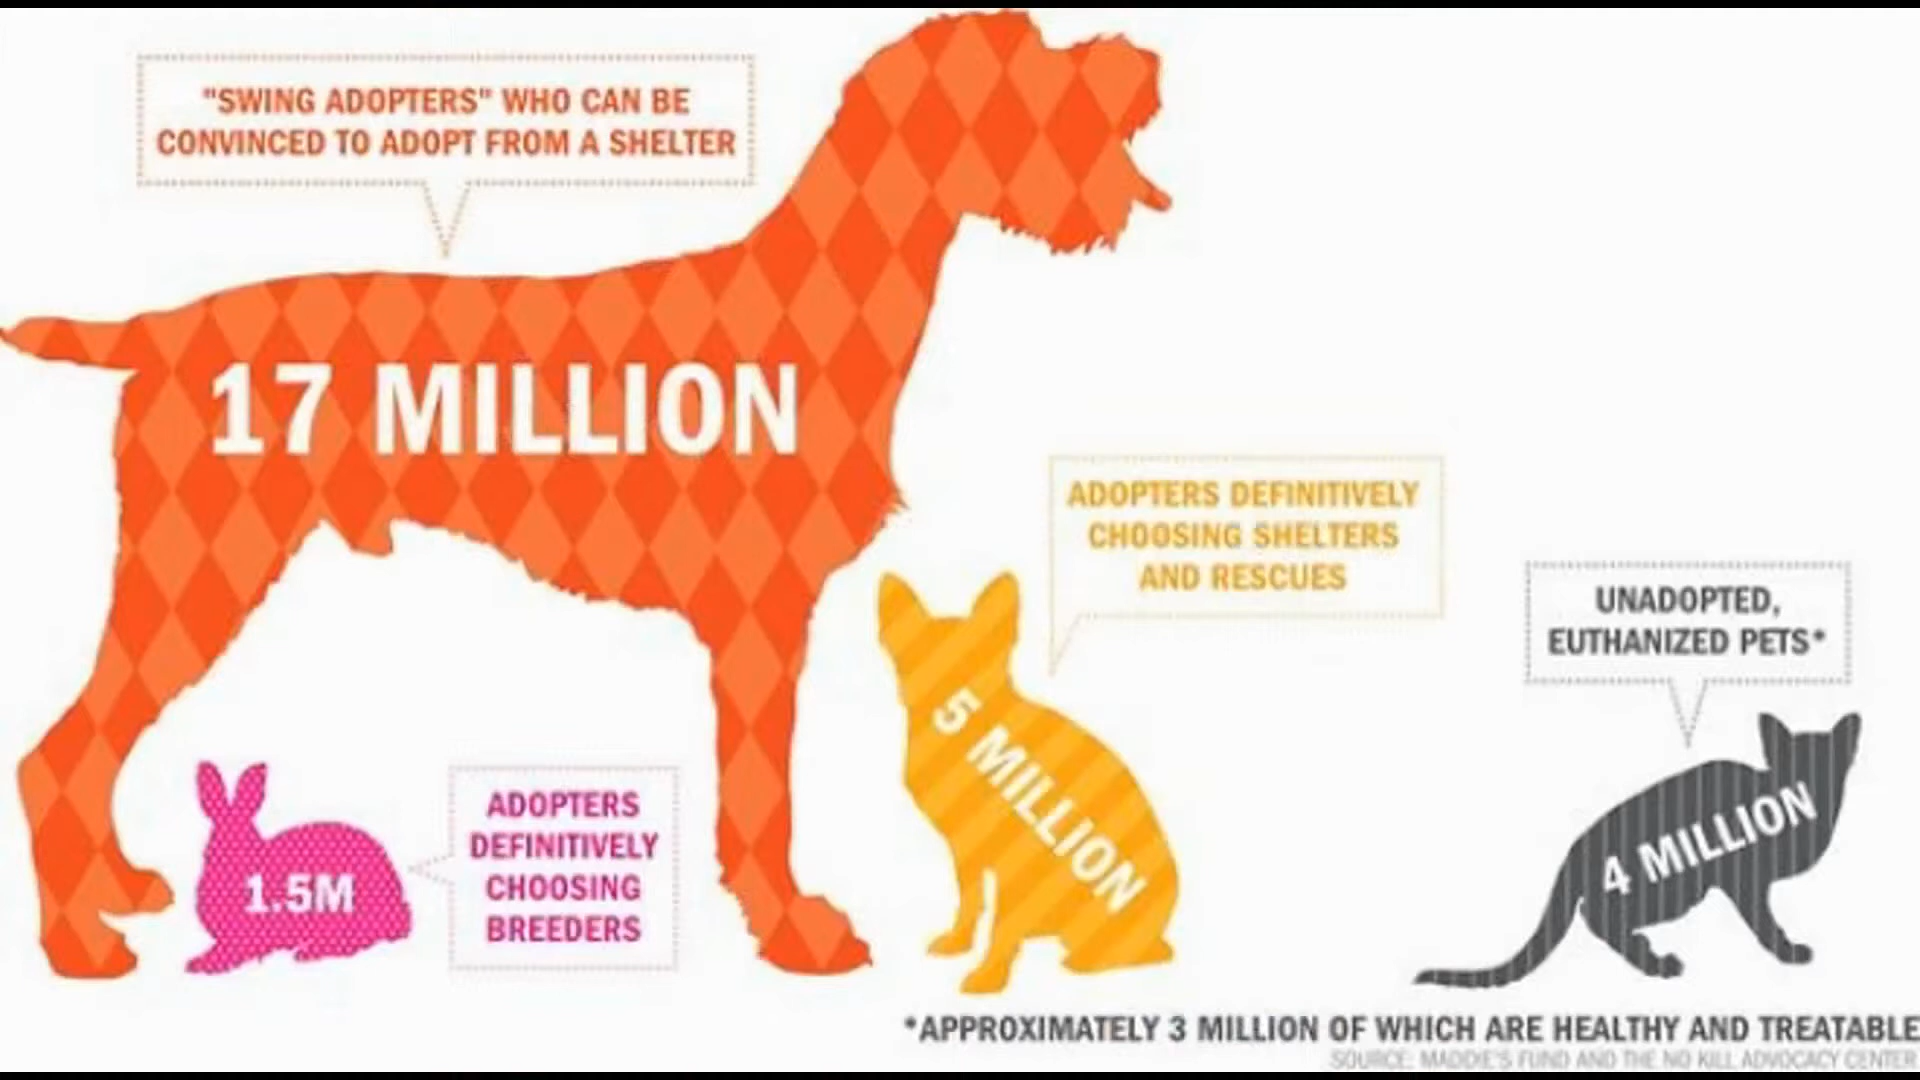 "SWING ADOPTERS" WHO CAN BE
CONVINCED TO ADOPT FROM A SHELTER
17 MILLION
ADOPTERS DEFINITIVELY
CHOOSING SHELTERS
AND RESCUES
5 MILLION
UNADOPTED,
EUTHANIZED PETS*
4 MILLION
1.5M
ADOPTERS
DEFINITIVELY
CHOOSING
BREEDERS
*APPROXIMATELY 3 MILLION OF WHICH ARE HEALTHY AND TREATABLE
SOURCE: MADDIE'S FUND AND THE NO KILL ADVOCACY CENTER